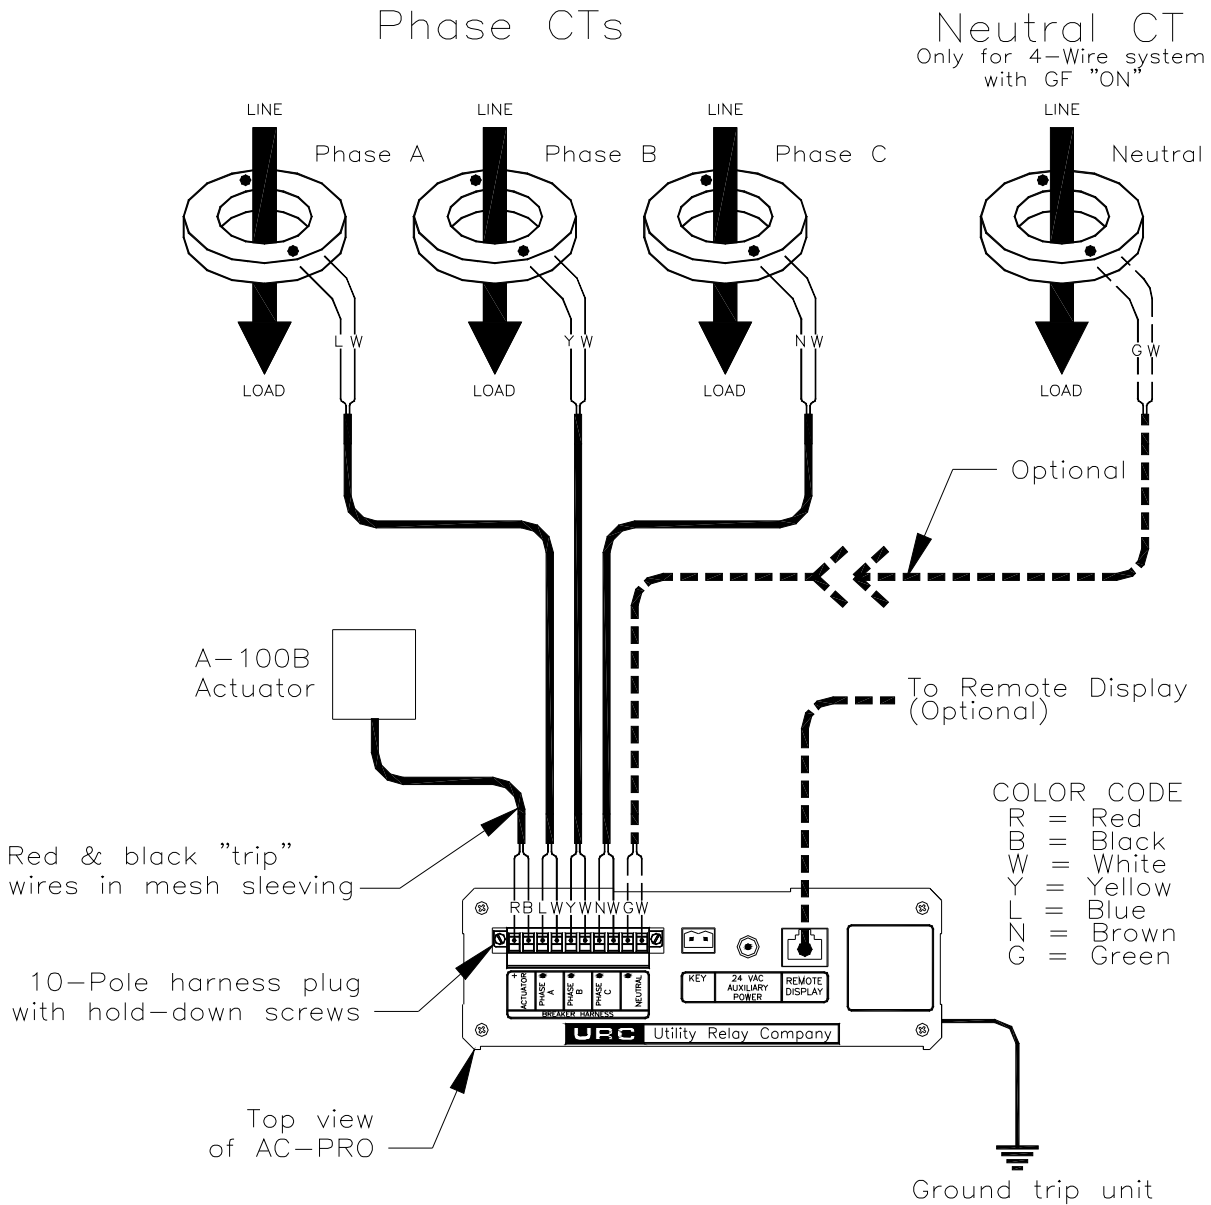 Phase CTs
Neutral CT
Only for 4-Wire system
with GF "ON"
LINE
LINE
LINE
LINE
Phase A
Phase B
Phase C
Neutral
L W
Y W
N W
G W
LOAD
LOAD
LOAD
LOAD
Optional
A-100B
Actuator
To Remote Display
(Optional)
COLOR CODE
R = Red
B = Black
W = White
Y = Yellow
L = Blue
N = Brown
G = Green
Red & black "trip"
wires in mesh sleeving
R B L W Y W N W G W
10-Pole harness plug
with hold-down screws
+
ACTUATOR
PHASE
A
PHASE
B
PHASE
C
NEUTRAL
BREAKER HARNESS
KEY
24 VAC
AUXILIARY
POWER
REMOTE
DISPLAY
URC Utility Relay Company
Top view
of AC-PRO
Ground trip unit